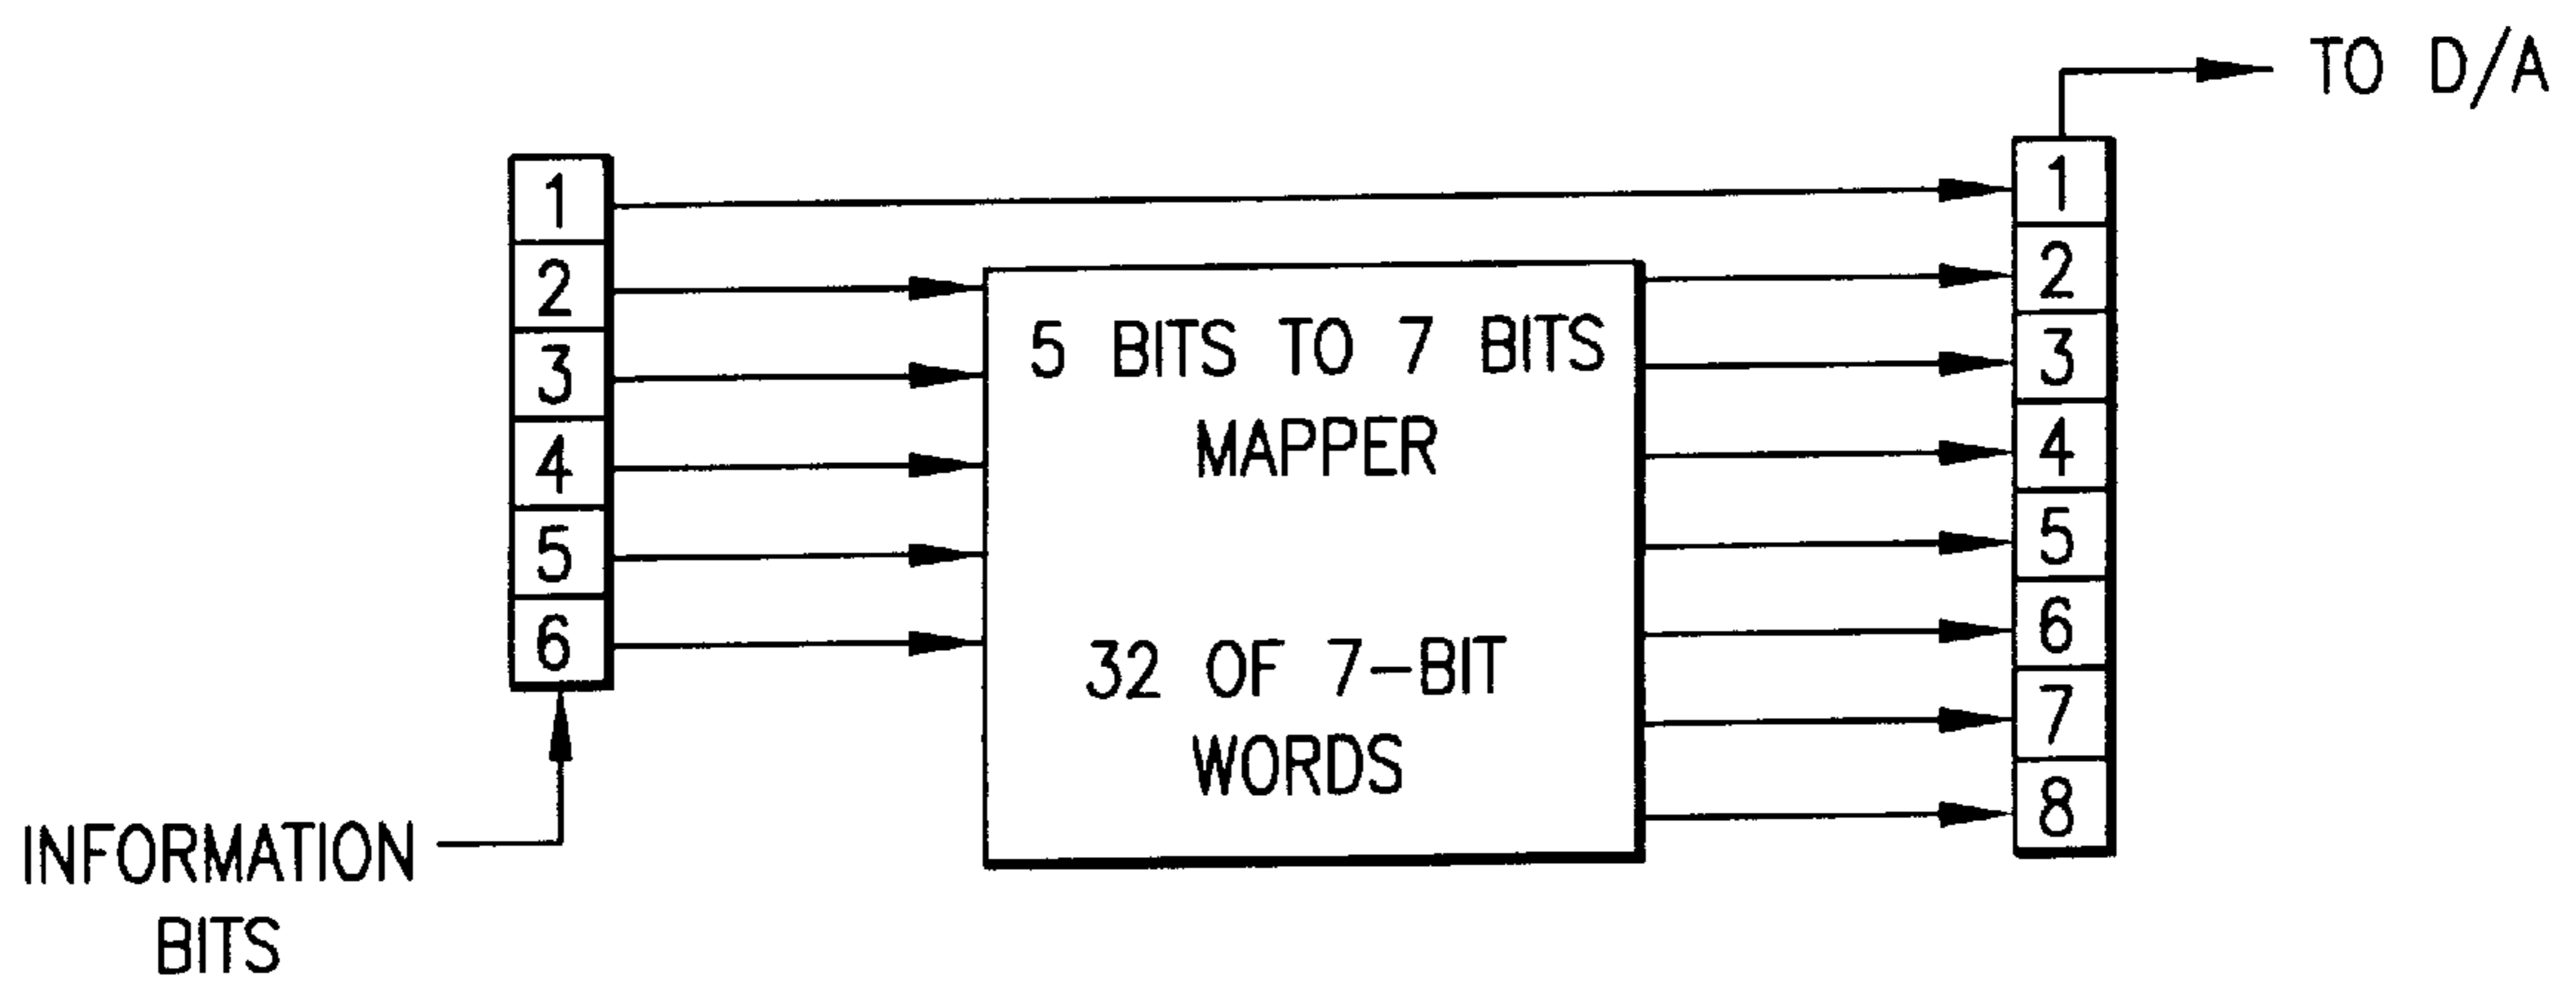 TO D/A
1
2
3
4
5
6
5 BITS TO 7 BITS
MAPPER
32 OF 7-BIT
WORDS
1
2
3
4
5
6
7
8
INFORMATION
BITS